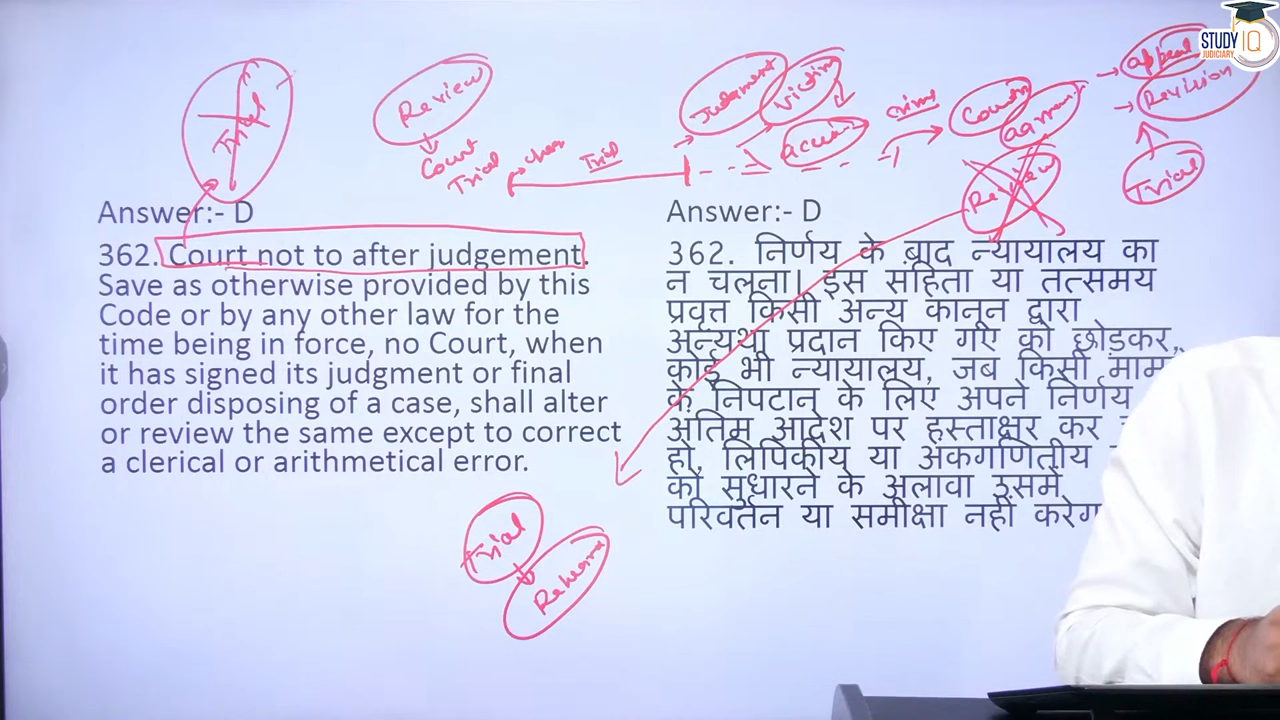 STUDY IQ
JUDICIARY
Trial
Review
Court
Trial
Trial
Judgment
Victim
Crime
Court
appeal
Revision
Trial
Review
Answer:- D
362. Court not to after judgement.
Save as otherwise provided by this
Code or by any other law for the
time being in force, no Court, when
it has signed its judgment or final
order disposing of a case, shall alter
or review the same except to correct
a clerical or arithmetical error.
Answer:- D
362. निर्णय के बाद न्यायालय का
न चलना। इस सहिता या तत्समय
प्रवृत्त किसी अन्य कानून द्वारा
अन्यथा प्रदान किए गए को छोड़कर,
कोई भी न्यायालय, जब किसी माम
के निपटान के लिए अपने निर्णय
अंतिम आदेश पर हस्ताक्षर कर
हो, लिपिकीय या अंकगणितीय
को सुधारने के अलावा उसमें
परिवर्तन या समीक्षा नहीं करेग
Trial